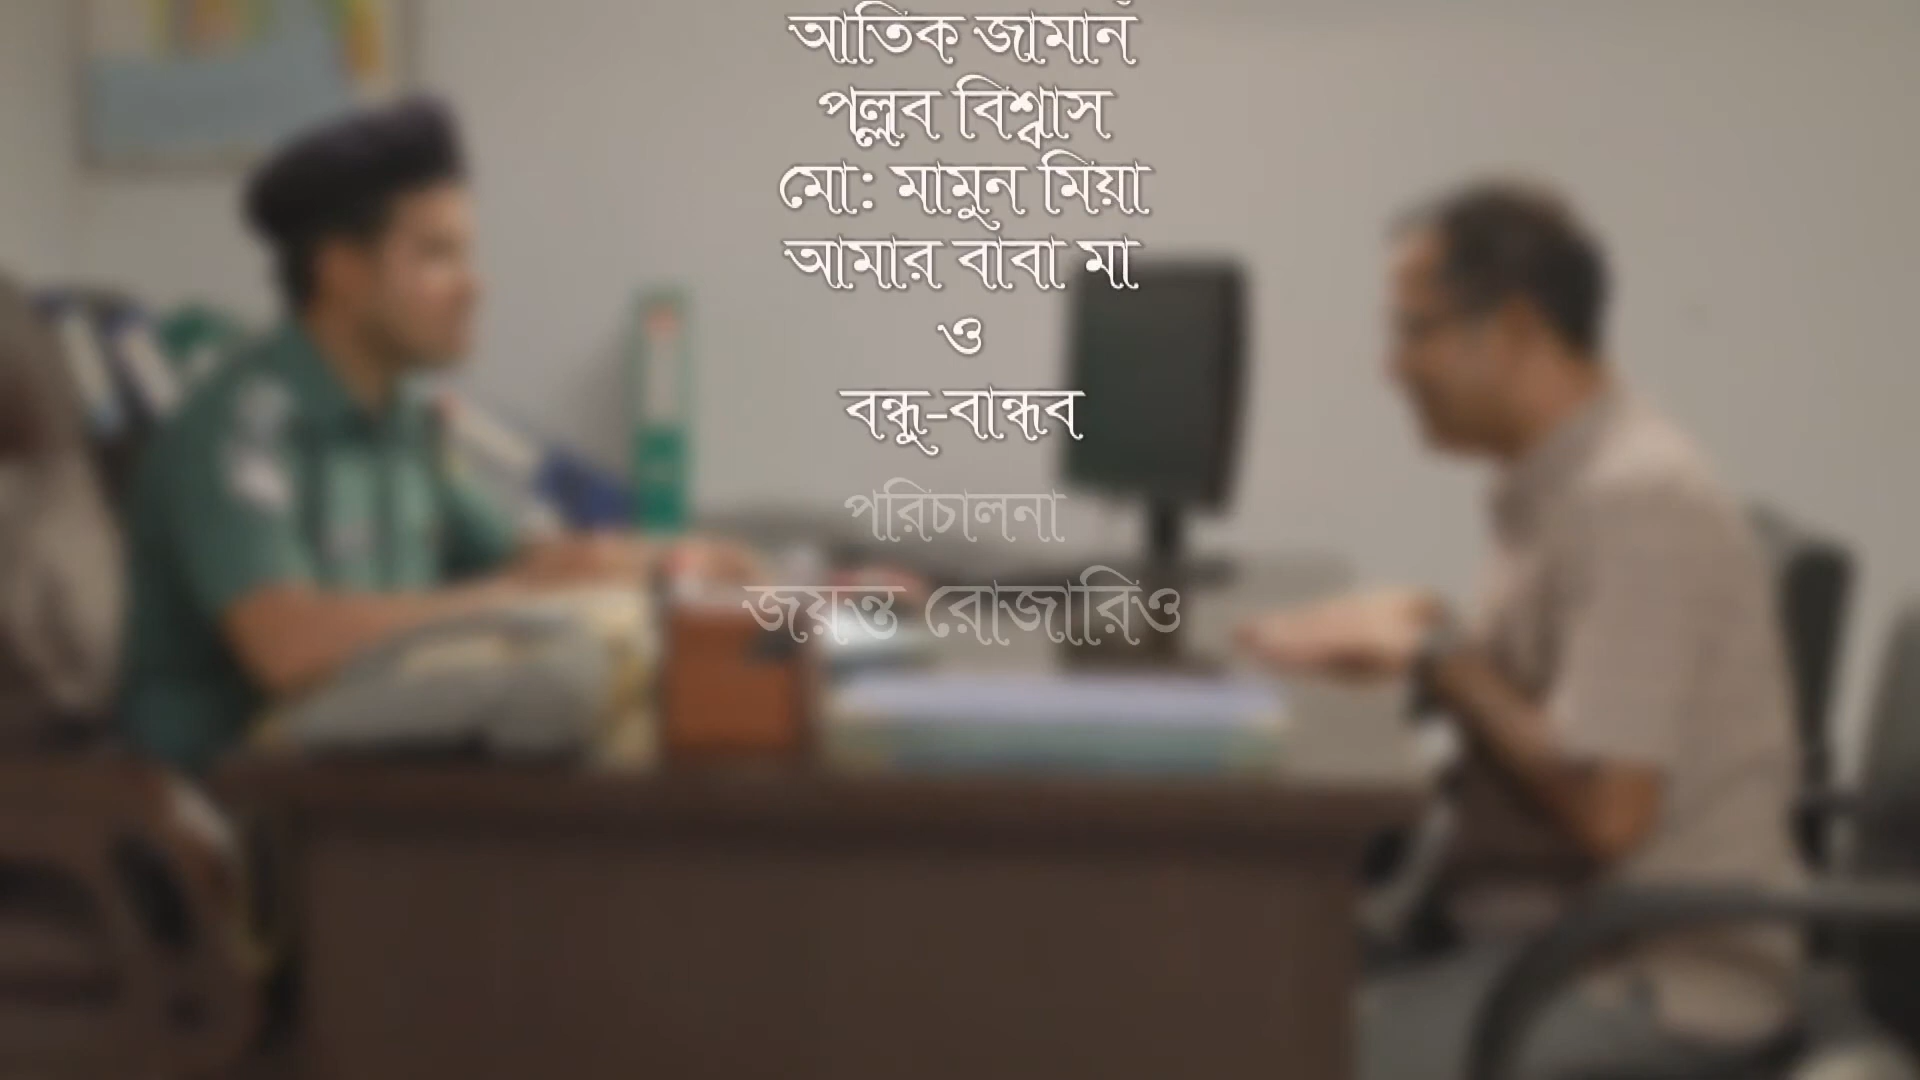 আতিক জামান
পল্লব বিশ্বাস
মো: মামুন মিয়া
আমার বাবা মা
ও
বন্ধু-বান্ধব
পরিচালনা
জয়ন্ত রোজারিও